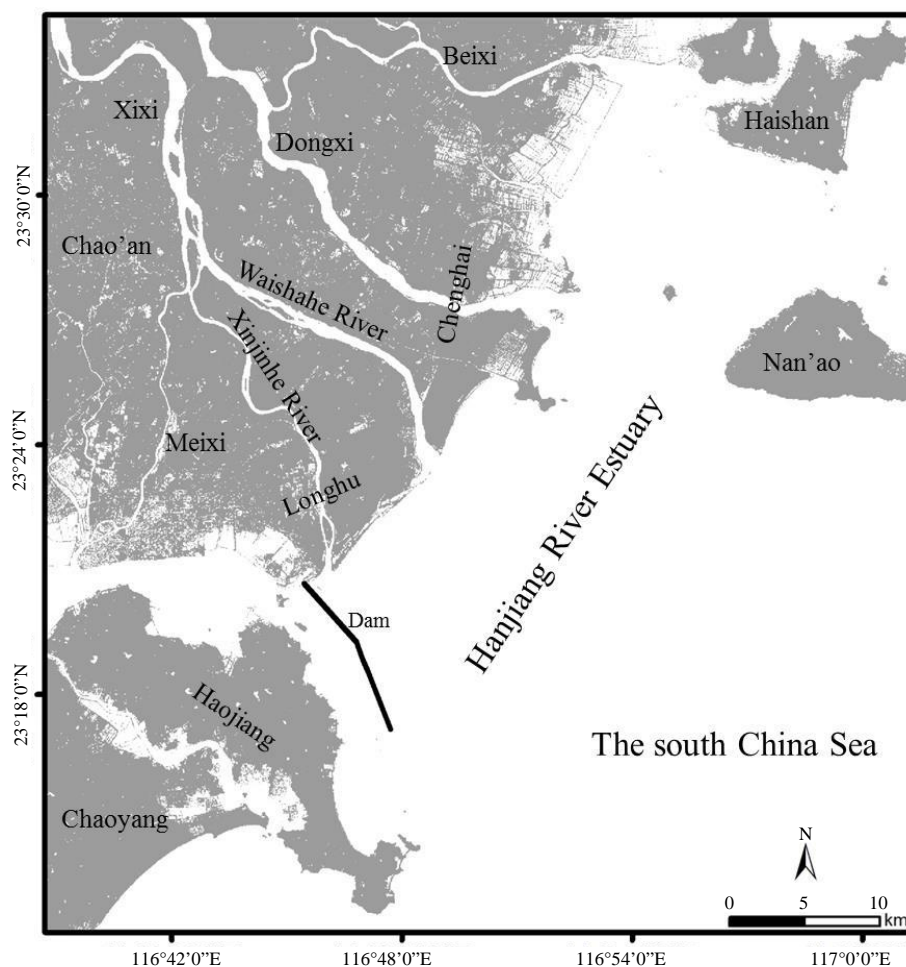 Beixi
Xixi
Haishan
Dongxi
23°30′0″N
Chao’an
Waishahe River
Chenghai
Xinjinhe River
Nan’ao
Meixi
23°24′0″N
Longhu
Hanjiang River Estuary
Dam
23°18′0″N
Haojiang
The south China Sea
Chaoyang
N
0 5 10
km
116°42′0″E 116°48′0″E 116°54′0″E 117°0′0″E